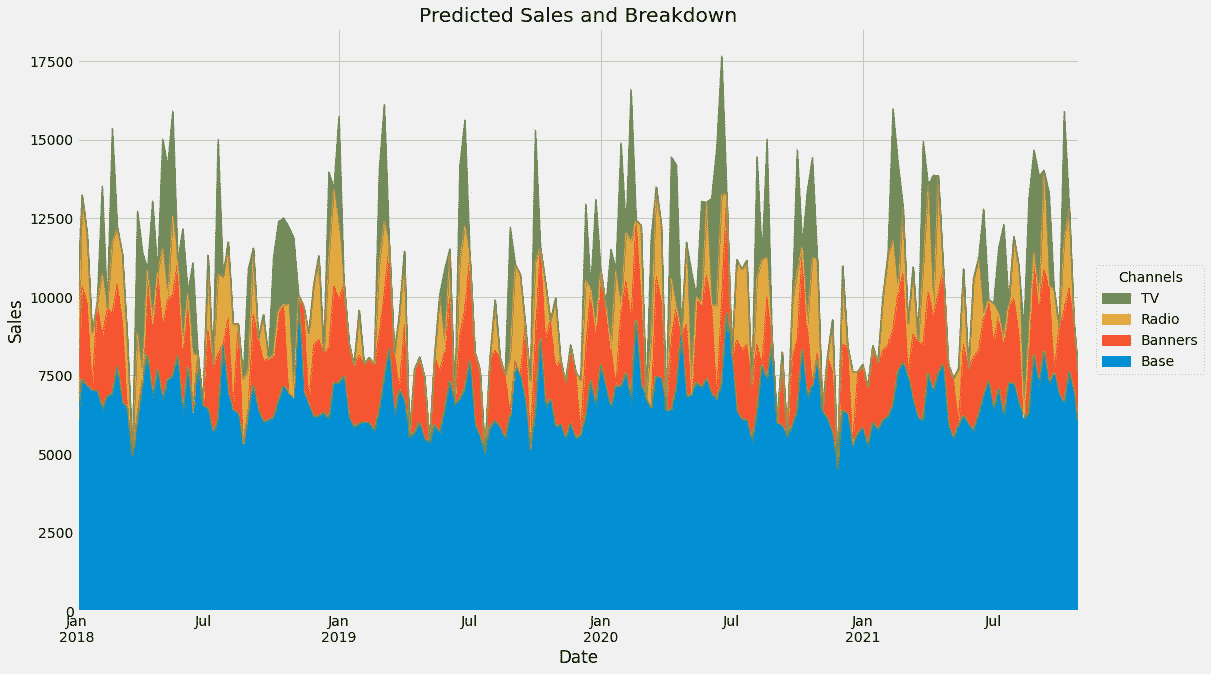 Predicted Sales and Breakdown
17500
15000
12500
10000
7500
5000
2500
0
Sales
Jan
2018
Jul
Jan
2019
Jul
Jan
2020
Jul
Jan
2021
Jul
Date
Channels
TV
Radio
Banners
Base